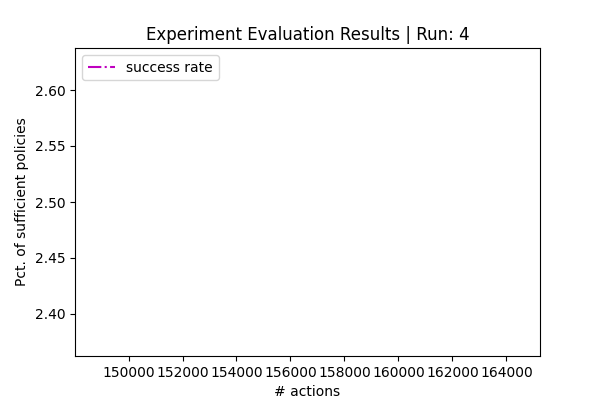 Experiment Evaluation Results | Run: 4
success rate
Pct. of sufficient policies
2.60
2.55
2.50
2.45
2.40
150000 152000 154000 156000 158000 160000 162000 164000
# actions